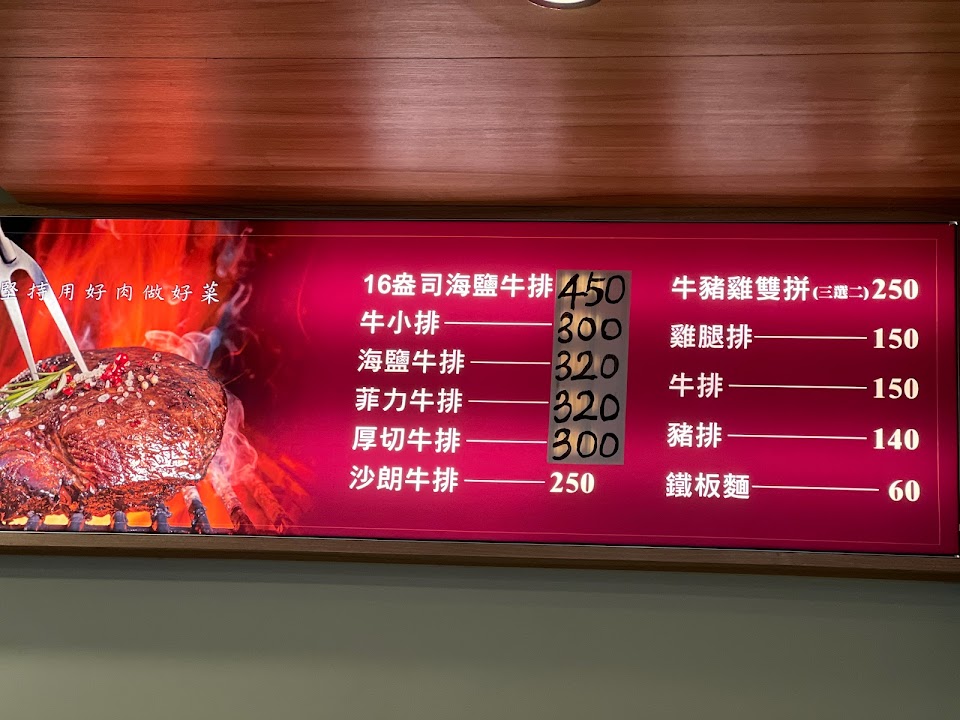 堅持用好肉做好菜
16盎司海鹽牛排 450
牛小排 300
海鹽牛排 320
菲力牛排 320
厚切牛排 300
沙朗牛排 250
牛豬雞雙拼(三選二) 250
雞腿排 150
牛排 150
豬排 140
鐵板麵 60